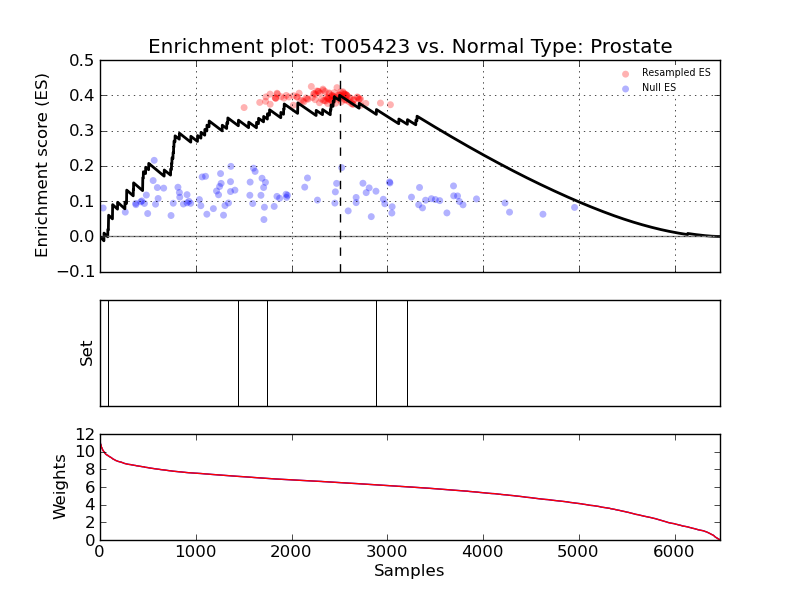 Enrichment plot: T005423 vs. Normal Type: Prostate
0.5
0.4
0.3
0.2
0.1
0.0
−0.1
Enrichment score (ES)
Resampled ES
Null ES
Set
12
10
8
6
4
2
0
Weights
0 1000 2000 3000 4000 5000 6000
Samples